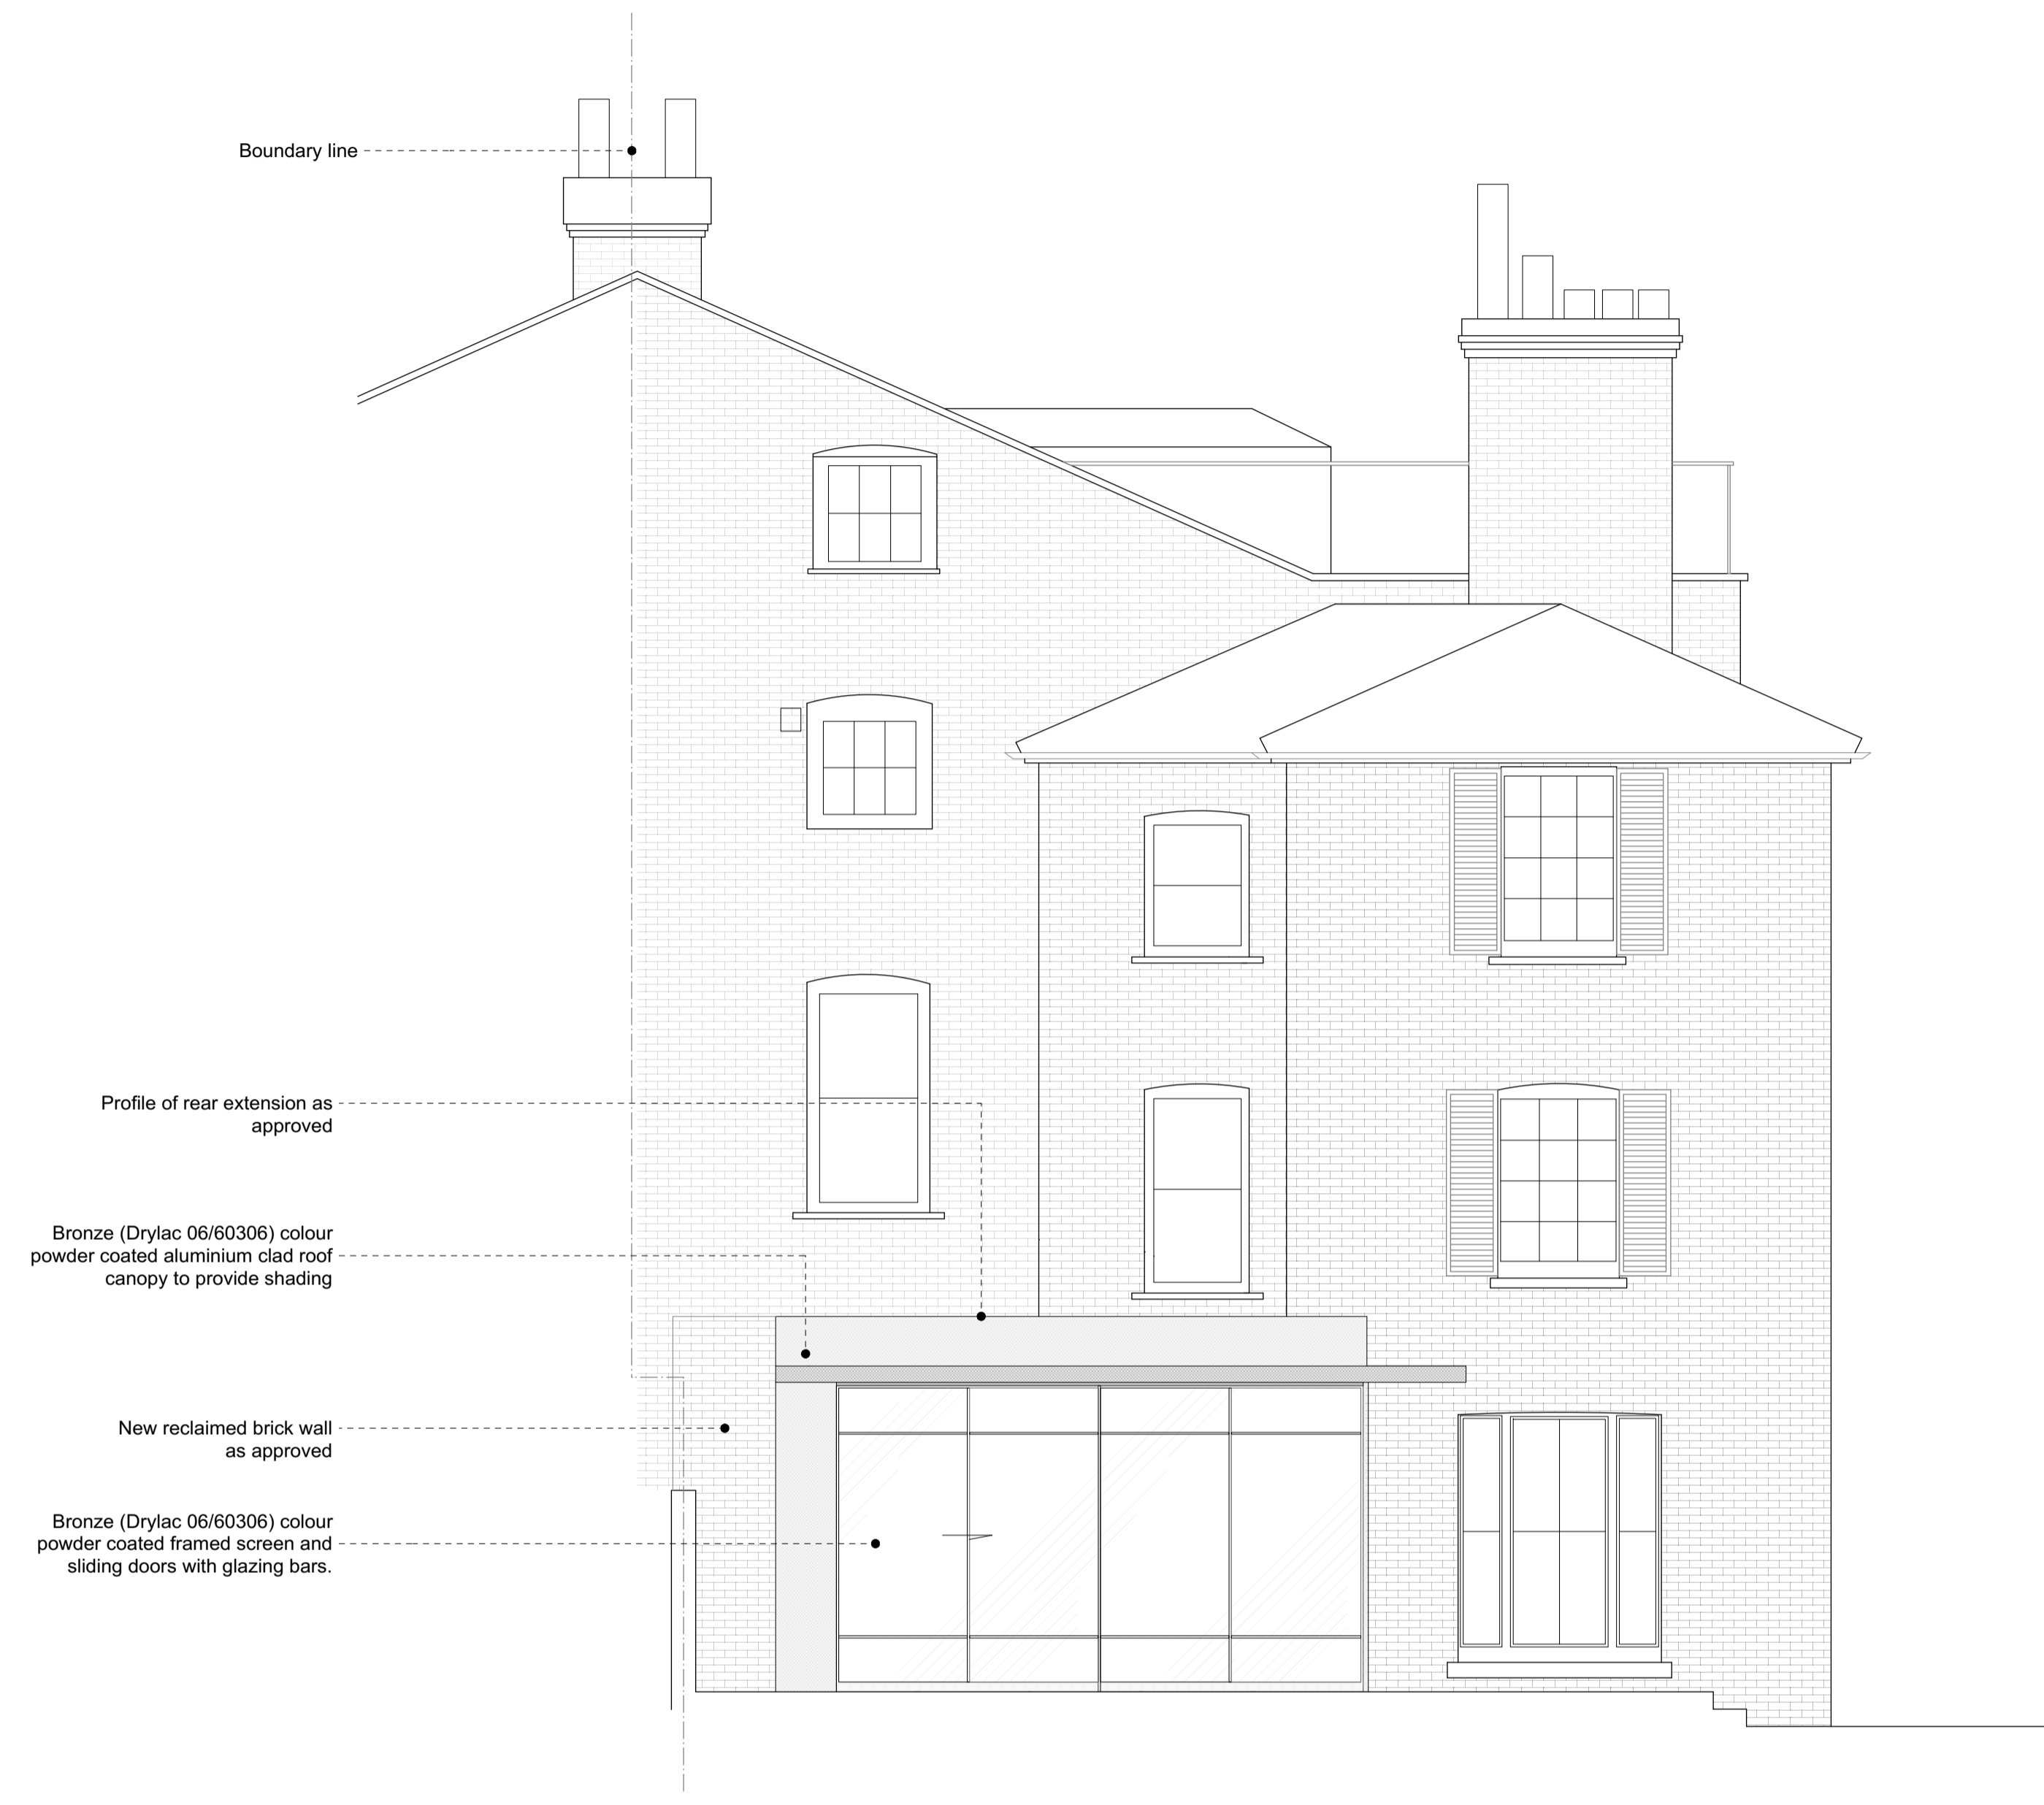 Boundary line
Profile of rear extension as
approved
Bronze (Drylac 06/60306) colour
powder coated aluminium clad roof
canopy to provide shading
New reclaimed brick wall
as approved
Bronze (Drylac 06/60306) colour
powder coated framed screen and
sliding doors with glazing bars.